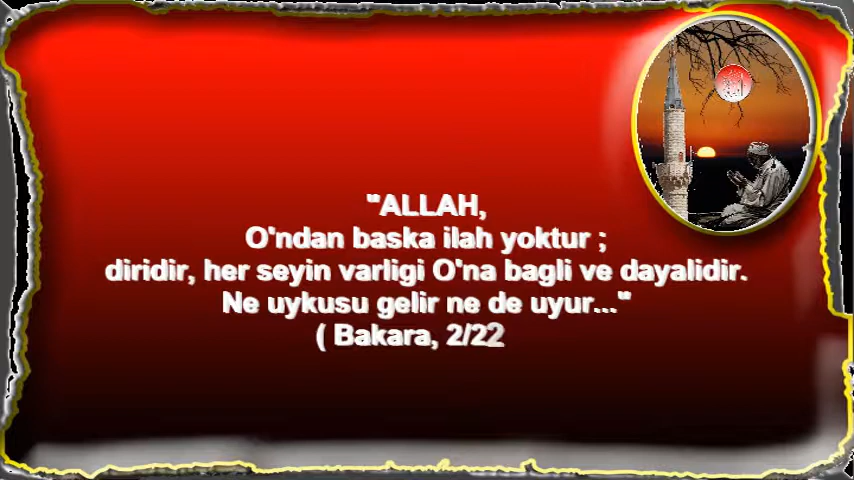 "ALLAH,
O'ndan baska ilah yoktur ;
diridir, her seyin varligi O'na bagli ve dayalidir.
Ne uykusu gelir ne de uyur..."
( Bakara, 2/22